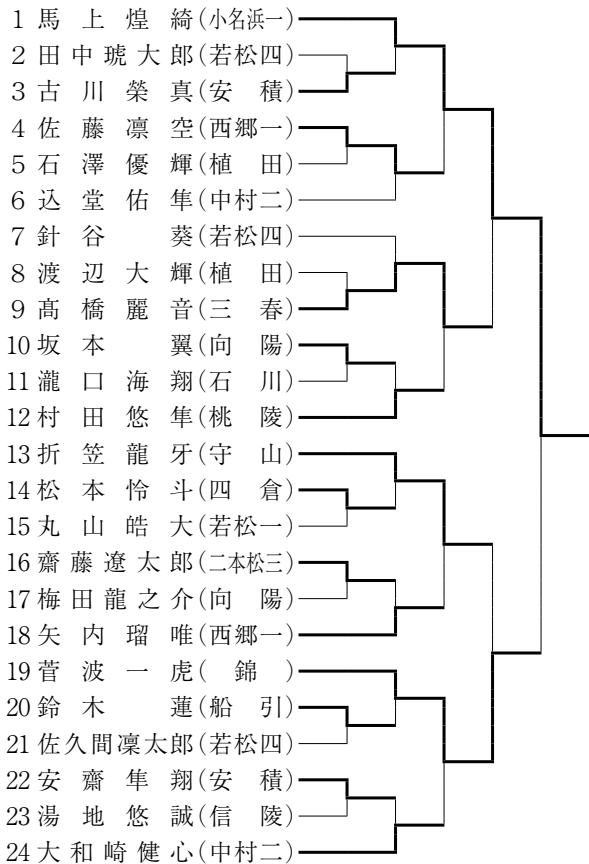 1 馬上煌綺(小名浜一)
2 田中琥大郎(若松四)
3 古川榮真(安積)
4 佐藤凛空(西郷一)
5 石澤優輝(植田)
6 込堂佑隼(中村二)
7 針谷葵(若松四)
8 渡辺大輝(植田)
9 髙橋麗音(三春)
10 坂本翼(向陽)
11 瀧口海翔(石川)
12 村田悠隼(桃陵)
13 折笠龍牙(守山)
14 松本怜斗(四倉)
15 丸山皓大(若松一)
16 齋藤遼太郎(二本松三)
17 梅田龍之介(向陽)
18 矢内瑠唯(西郷一)
19 菅波一虎(錦)
20 鈴木蓮(船引)
21 佐久間凜太郎(若松四)
22 安齋隼翔(安積)
23 湯地悠誠(信陵)
24 大和崎健心(中村二)